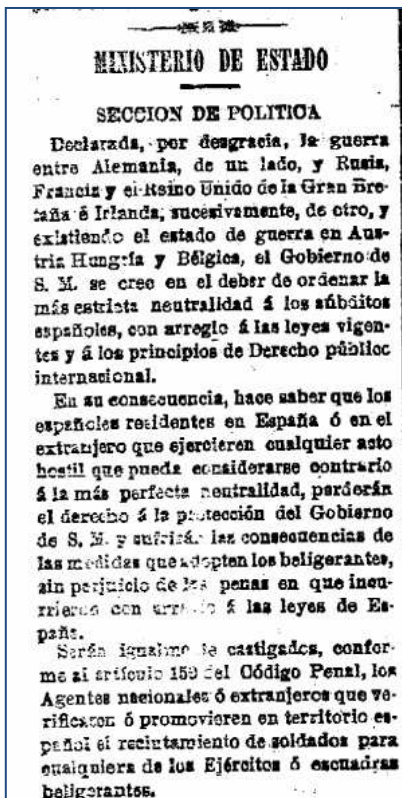 MINISTERIO DE ESTADO
SECCION DE POLITICA
Declarada, por desgracia, la guerra
entre Alemania, de un lado, y Rusia,
Francia y el Reino Unido de la Gran Bre-
taña é Irlanda, sucesivamente, de otro, y
existiendo el estado de guerra en Aus-
tria Hungría y Bélgica, el Gobierno de
S. M. se cree en el deber de ordenar la
más estricta neutralidad á los súbditos
españoles, con arreglo á las leyes vigen-
tes y á los principios de Derecho público
internacional.
En su consecuencia, hace saber que los
españoles residentes en España ó en el
extranjero que ejercieren cualquier acto
hostil que pueda considerarse contrario
á la más perfecta neutralidad, perderán
el derecho á la protección del Gobierno
de S. M. y sufrirán las consecuencias de
las medidas que adopten los beligerantes,
sin perjuicio de las penas en que incu-
rrieren con arreglo á las leyes de Es-
paña.
Serán igualmente castigados, confor-
me al artículo 150 del Código Penal, los
Agentes nacionales ó extranjeros que ve-
rificasen ó promovieren en territorio es-
pañol el reclutamiento de soldados para
cualquiera de los Ejércitos ó escuadras
beligerantes.